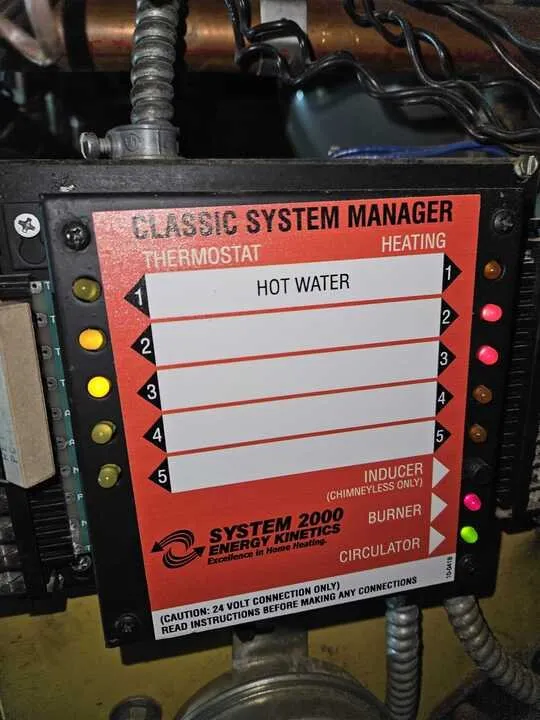 CLASSIC SYSTEM MANAGER
THERMOSTAT HEATING
1 HOT WATER 1
2 2
3 3
4 4
5 5
INDUCER
(CHIMNEYLESS ONLY)
BURNER
SYSTEM 2000
ENERGY KINETICS
Excellence in Home Heating.
CIRCULATOR
10-0418
(CAUTION: 24 VOLT CONNECTION ONLY)
READ INSTRUCTIONS BEFORE MAKING ANY CONNECTIONS